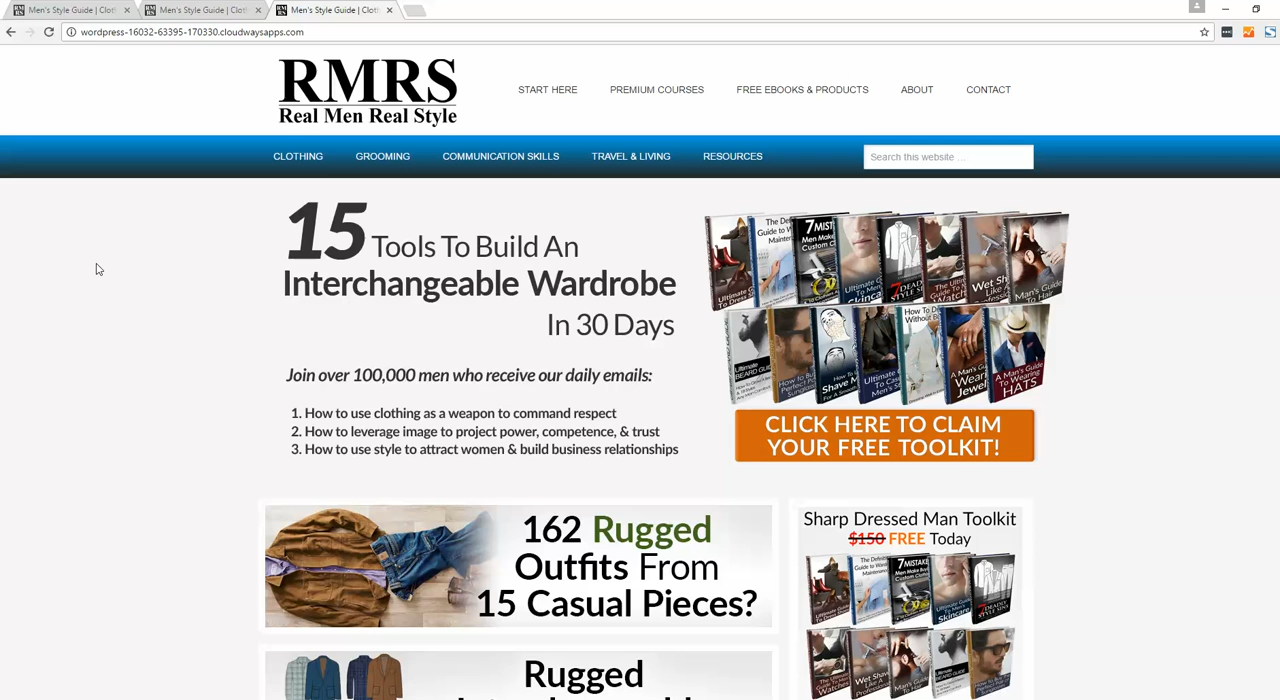 Men's Style Guide | Clot
Men's Style Guide | Clot
Men's Style Guide | Clot
wordpress-16032-63395-170330.cloudwaysapps.com
RMRS
Real Men Real Style
START HERE
PREMIUM COURSES
FREE EBOOKS & PRODUCTS
ABOUT
CONTACT
CLOTHING
GROOMING
COMMUNICATION SKILLS
TRAVEL & LIVING
RESOURCES
Search this website ...
15 Tools To Build An
Interchangeable Wardrobe
In 30 Days
Join over 100,000 men who receive our daily emails:
1. How to use clothing as a weapon to command respect
2. How to leverage image to project power, competence, & trust
3. How to use style to attract women & build business relationships
CLICK HERE TO CLAIM
YOUR FREE TOOLKIT!
162 Rugged
Outfits From
15 Casual Pieces?
Sharp Dressed Man Toolkit
$150 FREE Today
Rugged